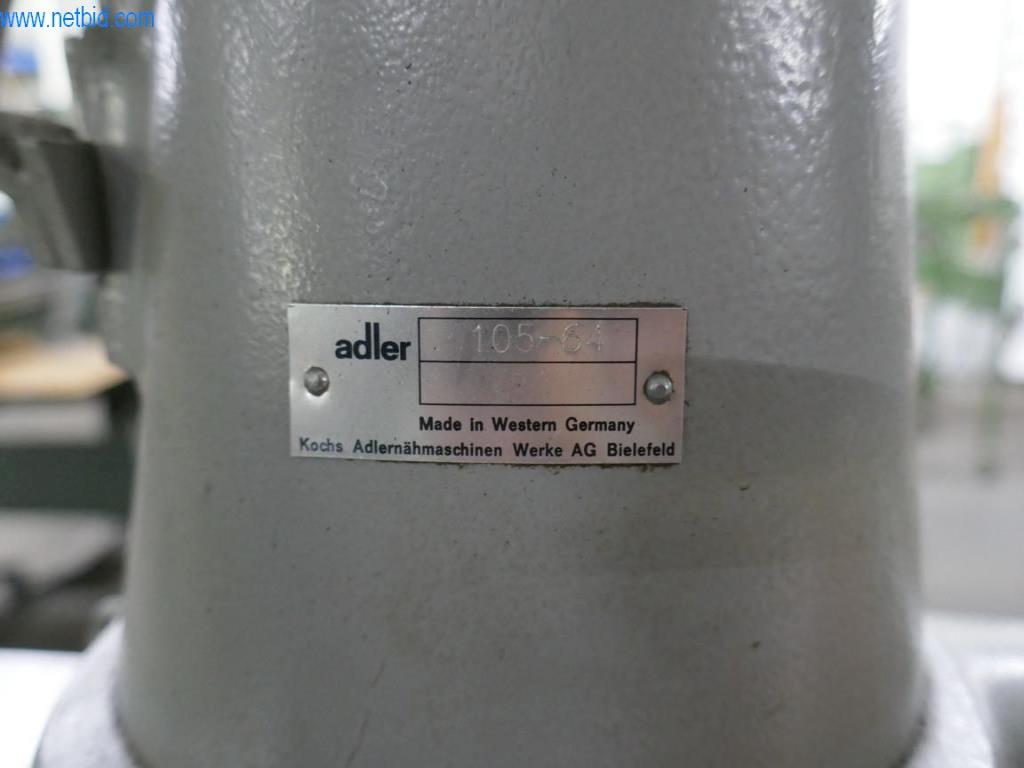 www.netbid.com
adler
105-64
Made in Western Germany
Kochs Adlernähmaschinen Werke AG Bielefeld